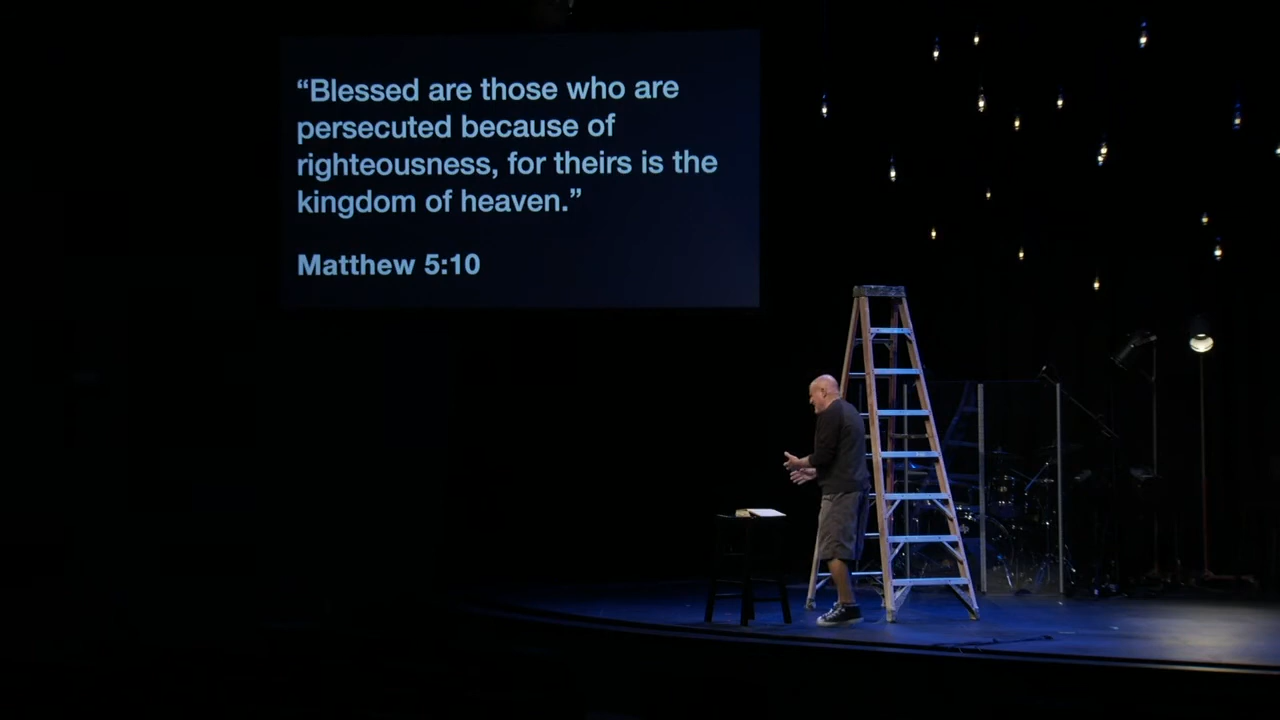 “Blessed are those who are
persecuted because of
righteousness, for theirs is the
kingdom of heaven.”
Matthew 5:10